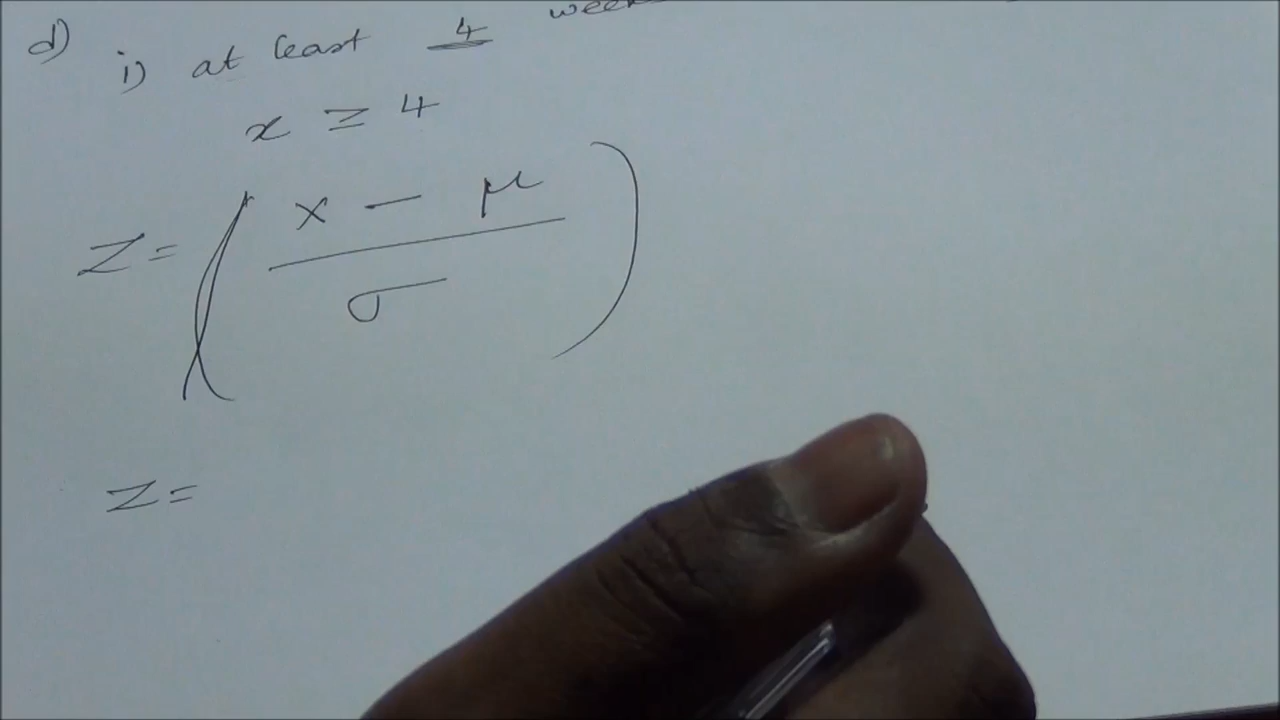 d)
i) at least 4
x ≥ 4
Z = ( x - μ / σ )
Z =